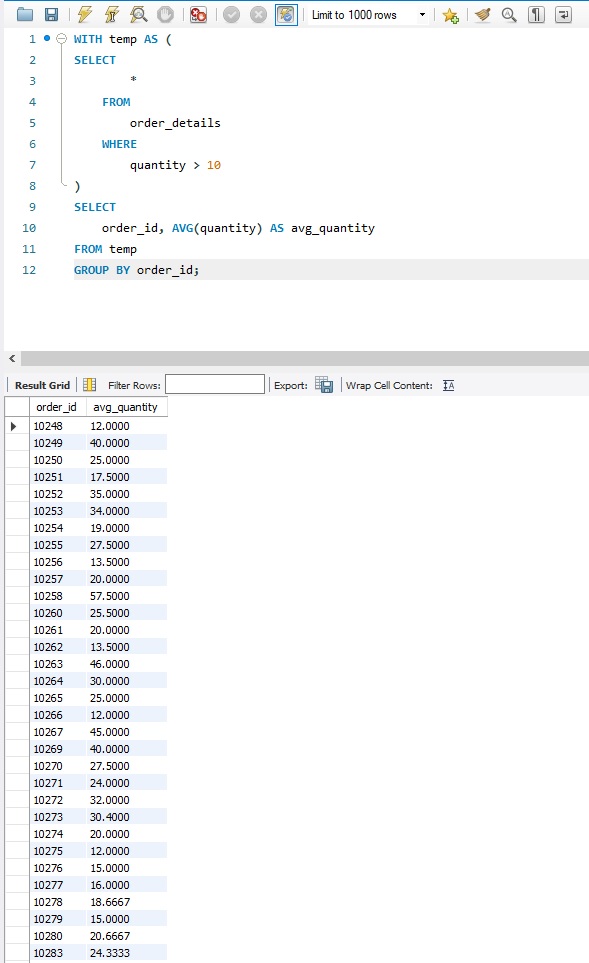 Limit to 1000 rows
1 WITH temp AS (
2 SELECT
3 *
4 FROM
5 order_details
6 WHERE
7 quantity > 10
8 )
9 SELECT
10 order_id, AVG(quantity) AS avg_quantity
11 FROM temp
12 GROUP BY order_id;
Result Grid Filter Rows: Export: Wrap Cell Content:
order_id avg_quantity
10248 12.0000
10249 40.0000
10250 25.0000
10251 17.5000
10252 35.0000
10253 34.0000
10254 19.0000
10255 27.5000
10256 13.5000
10257 20.0000
10258 57.5000
10260 25.5000
10261 20.0000
10262 13.5000
10263 46.0000
10264 30.0000
10265 25.0000
10266 12.0000
10267 45.0000
10269 40.0000
10270 27.5000
10271 24.0000
10272 32.0000
10273 30.4000
10274 20.0000
10275 12.0000
10276 15.0000
10277 16.0000
10278 18.6667
10279 15.0000
10280 20.6667
10283 24.3333